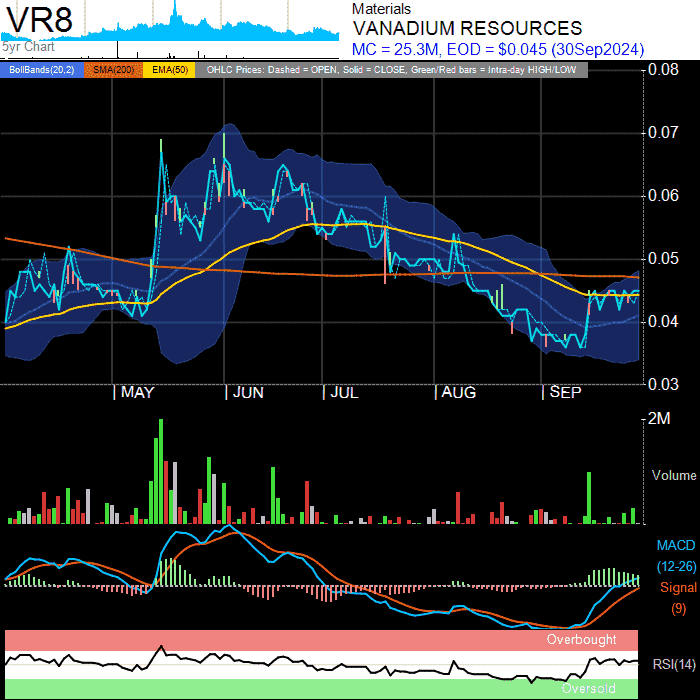 VR8
5yr Chart
Materials
VANADIUM RESOURCES
MC = 25.3M, EOD = $0.045 (30Sep2024)
BollBands(20,2) SMA(200) EMA(50) OHLC Prices: Dashed = OPEN, Solid = CLOSE, Green/Red bars = Intra-day HIGH/LOW
0.08
0.07
0.06
0.05
0.04
0.03
MAY JUN JUL AUG SEP
2M
Volume
MACD
(12-26)
Signal
(9)
Overbought
RSI(14)
Oversold